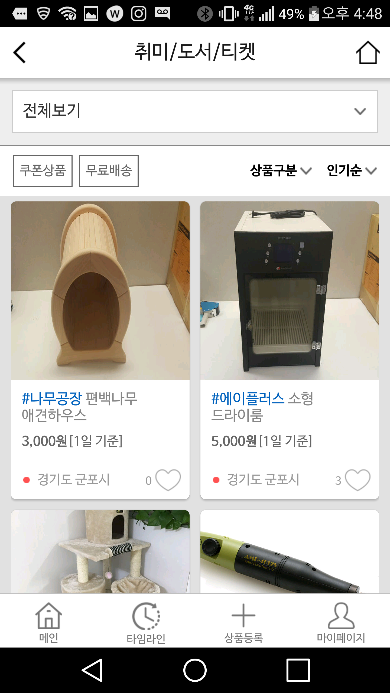 4G
49%
오후 4:48
취미/도서/티켓
전체보기
쿠폰상품
무료배송
상품구분
인기순
#나무공장 편백나무
애견하우스
3,000원[1일 기준]
경기도 군포시
0
#에이플러스 소형
드라이룸
5,000원[1일 기준]
경기도 군포시
3
메인
타임라인
상품등록
마이페이지